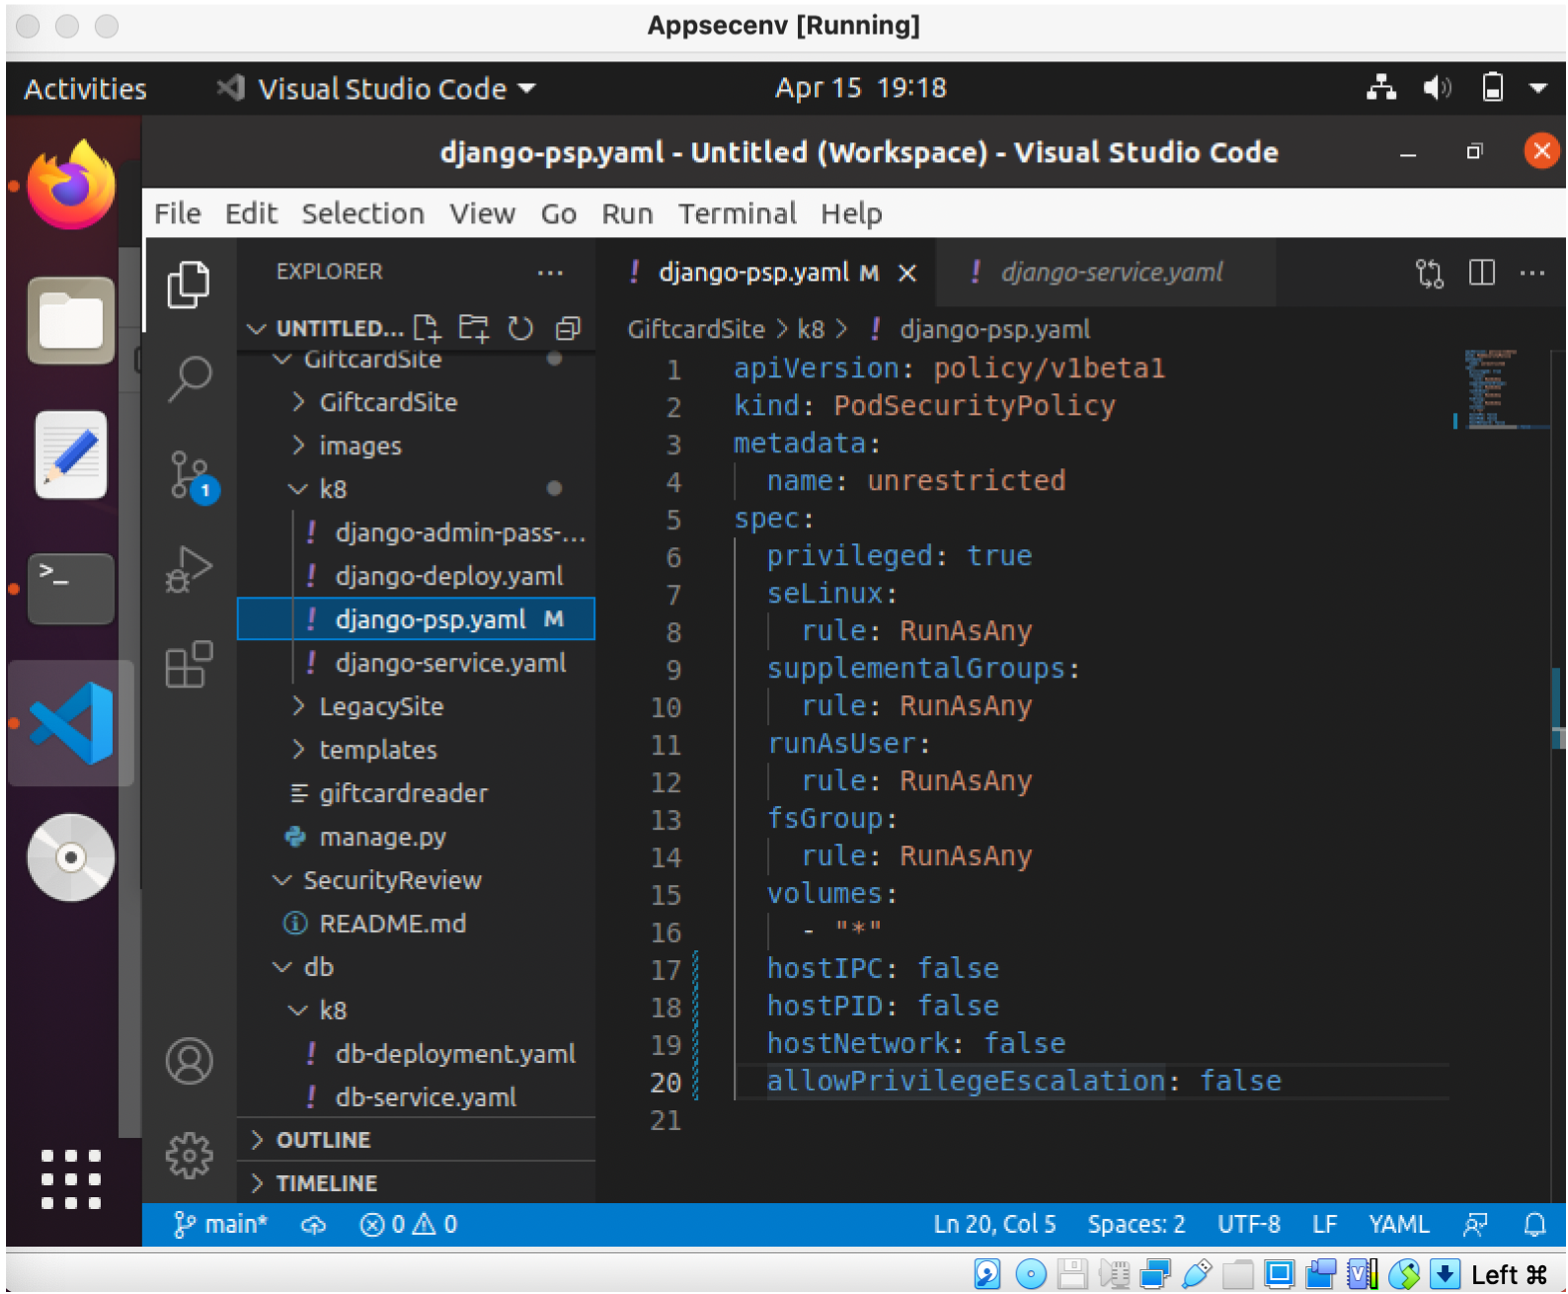 Appsecenv [Running]
Activities
Visual Studio Code
Apr 15 19:18
django-psp.yaml - Untitled (Workspace) - Visual Studio Code
File Edit Selection View Go Run Terminal Help
EXPLORER
UNTITLED...
GiftcardSite
GiftcardSite
images
k8
django-admin-pass-...
django-deploy.yaml
django-psp.yaml M
django-service.yaml
LegacySite
templates
giftcardreader
manage.py
SecurityReview
README.md
db
k8
db-deployment.yaml
db-service.yaml
OUTLINE
TIMELINE
1
! django-psp.yaml M
! django-service.yaml
GiftcardSite > k8 > ! django-psp.yaml
1 apiVersion: policy/v1beta1
2 kind: PodSecurityPolicy
3 metadata:
4 name: unrestricted
5 spec:
6 privileged: true
7 seLinux:
8 rule: RunAsAny
9 supplementalGroups:
10 rule: RunAsAny
11 runAsUser:
12 rule: RunAsAny
13 fsGroup:
14 rule: RunAsAny
15 volumes:
16 - "*"
17 hostIPC: false
18 hostPID: false
19 hostNetwork: false
20 allowPrivilegeEscalation: false
21
main* 0 0
Ln 20, Col 5 Spaces: 2 UTF-8 LF YAML
Left ⌘